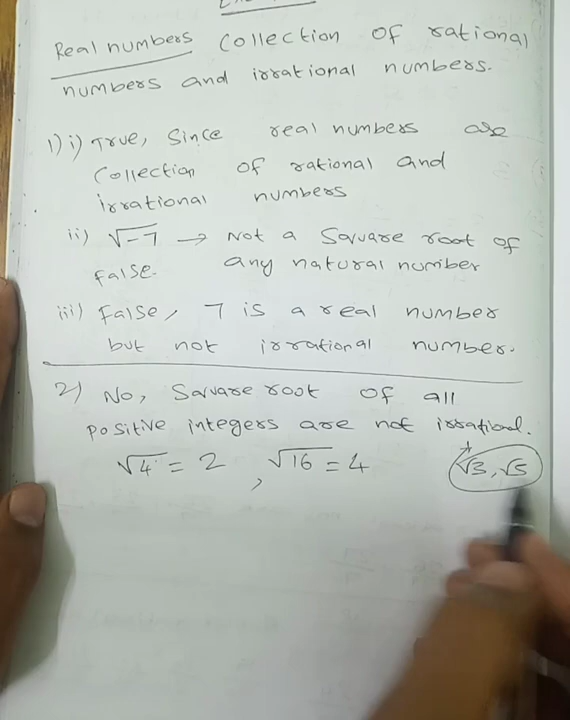 Real numbers Collection of rational
numbers and irrational numbers.
1) i) True, Since real numbers are
Collection of rational and
irrational numbers
ii) √-7 → Not a Square root of
false. any natural number
iii) False, 7 is a real number
but not irrational number.
2) No, Square root of all
positive integers are not irrational.
√4 = 2, √16 = 4 √3, √5